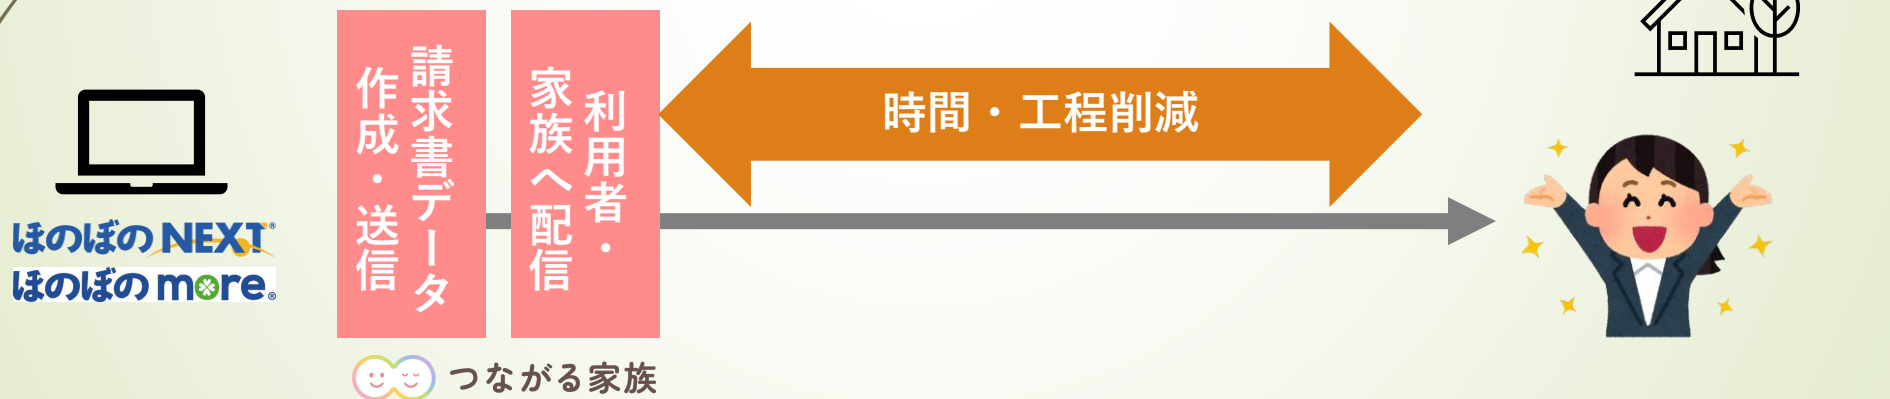 ほのぼのNEXT®
ほのぼのmore®
請求書データ
作成・送信
利用者・
家族へ配信
時間・工程削減
つながる家族